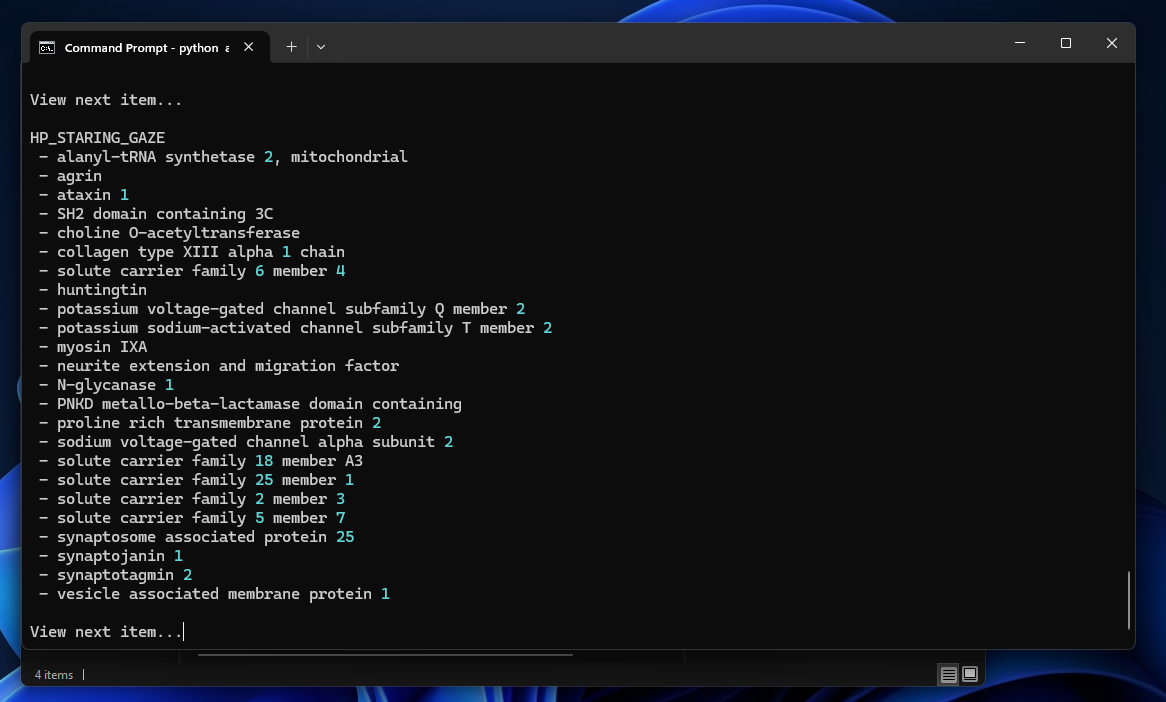 Command Prompt - python a
View next item...
HP_STARING_GAZE
- alanyl-tRNA synthetase 2, mitochondrial
- agrin
- ataxin 1
- SH2 domain containing 3C
- choline O-acetyltransferase
- collagen type XIII alpha 1 chain
- solute carrier family 6 member 4
- huntingtin
- potassium voltage-gated channel subfamily Q member 2
- potassium sodium-activated channel subfamily T member 2
- myosin IXA
- neurite extension and migration factor
- N-glycanase 1
- PNKD metallo-beta-lactamase domain containing
- proline rich transmembrane protein 2
- sodium voltage-gated channel alpha subunit 2
- solute carrier family 18 member A3
- solute carrier family 25 member 1
- solute carrier family 2 member 3
- solute carrier family 5 member 7
- synaptosome associated protein 25
- synaptojanin 1
- synaptotagmin 2
- vesicle associated membrane protein 1
View next item...
4 items